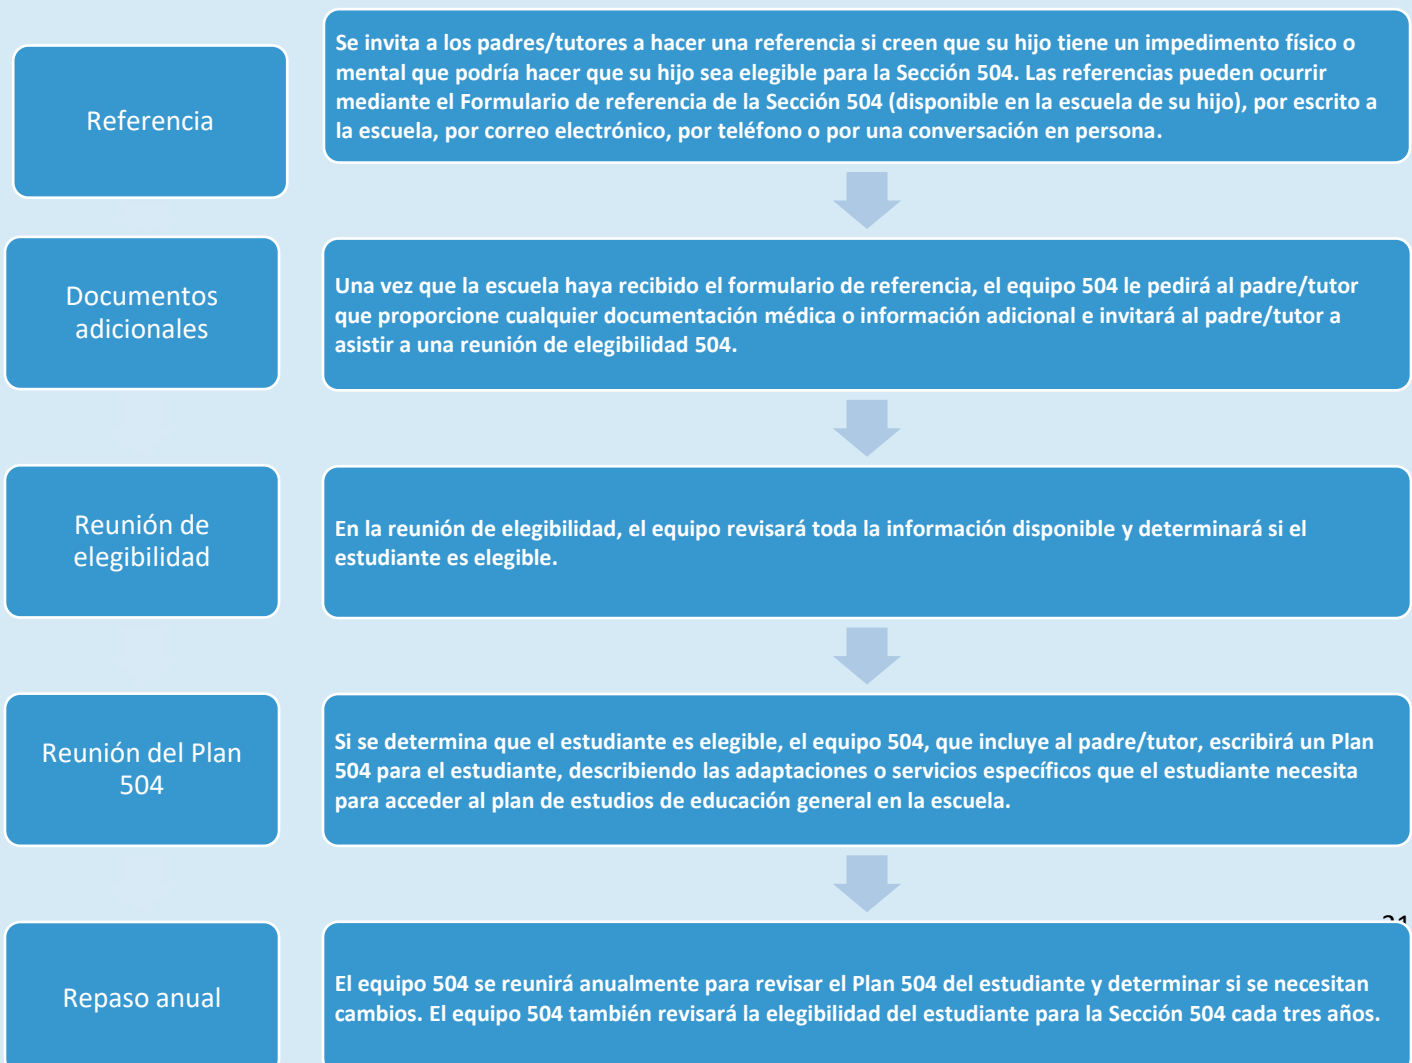 Referencia
Se invita a los padres/tutores a hacer una referencia si creen que su hijo tiene un impedimento físico o
mental que podría hacer que su hijo sea elegible para la Sección 504. Las referencias pueden ocurrir
mediante el Formulario de referencia de la Sección 504 (disponible en la escuela de su hijo), por escrito a
la escuela, por correo electrónico, por teléfono o por una conversación en persona.
Documentos
adicionales
Una vez que la escuela haya recibido el formulario de referencia, el equipo 504 le pedirá al padre/tutor
que proporcione cualquier documentación médica o información adicional e invitará al padre/tutor a
asistir a una reunión de elegibilidad 504.
Reunión de
elegibilidad
En la reunión de elegibilidad, el equipo revisará toda la información disponible y determinará si el
estudiante es elegible.
Reunión del Plan
504
Si se determina que el estudiante es elegible, el equipo 504, que incluye al padre/tutor, escribirá un Plan
504 para el estudiante, describiendo las adaptaciones o servicios específicos que el estudiante necesita
para acceder al plan de estudios de educación general en la escuela.
Repaso anual
El equipo 504 se reunirá anualmente para revisar el Plan 504 del estudiante y determinar si se necesitan
cambios. El equipo 504 también revisará la elegibilidad del estudiante para la Sección 504 cada tres años.